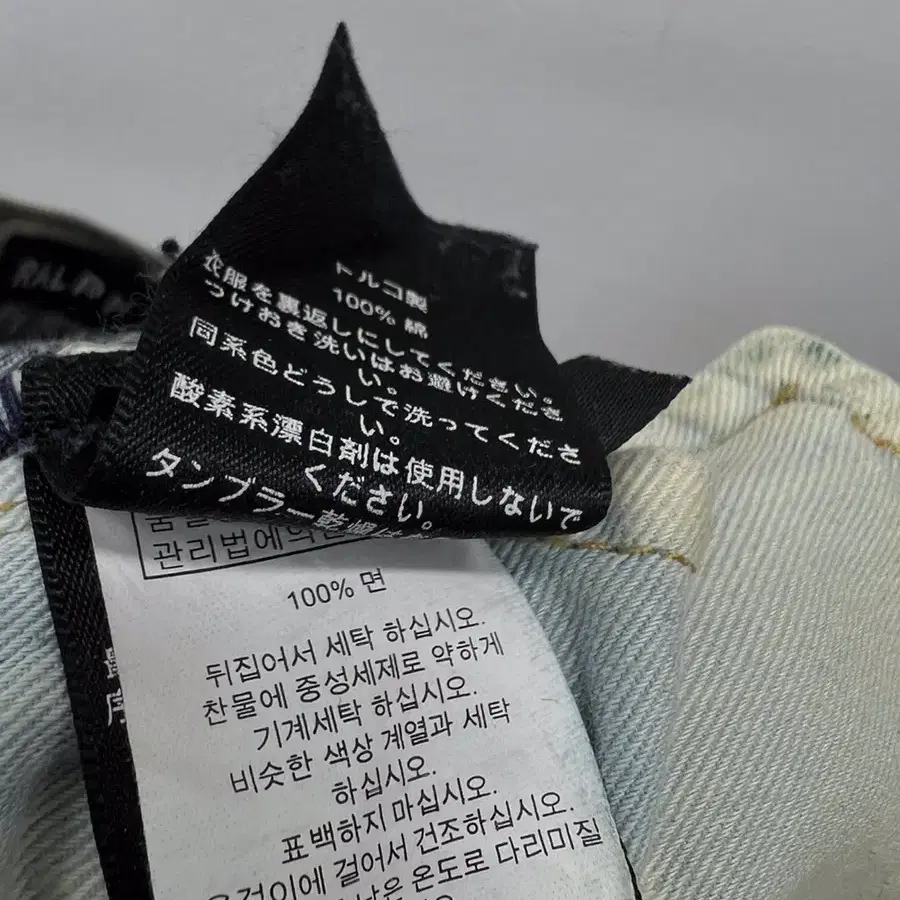 RALPH
トルコ製
100% 綿
衣服を裏返しにしてください。
つけおき洗いはお避けくださ
い。
同系色どうしで洗ってくださ
い。
酸素系漂白剤は使用しないで
ください。
タンブラー乾燥は
관리법에
100% 면
뒤집어서 세탁 하십시오.
찬물에 중성세제로 약하게
기계세탁 하십시오.
비슷한 색상 계열과 세탁
하십시오.
표백하지 마십시오.
에 걸어서 건조하십시오.
낮은 온도로 다리미질